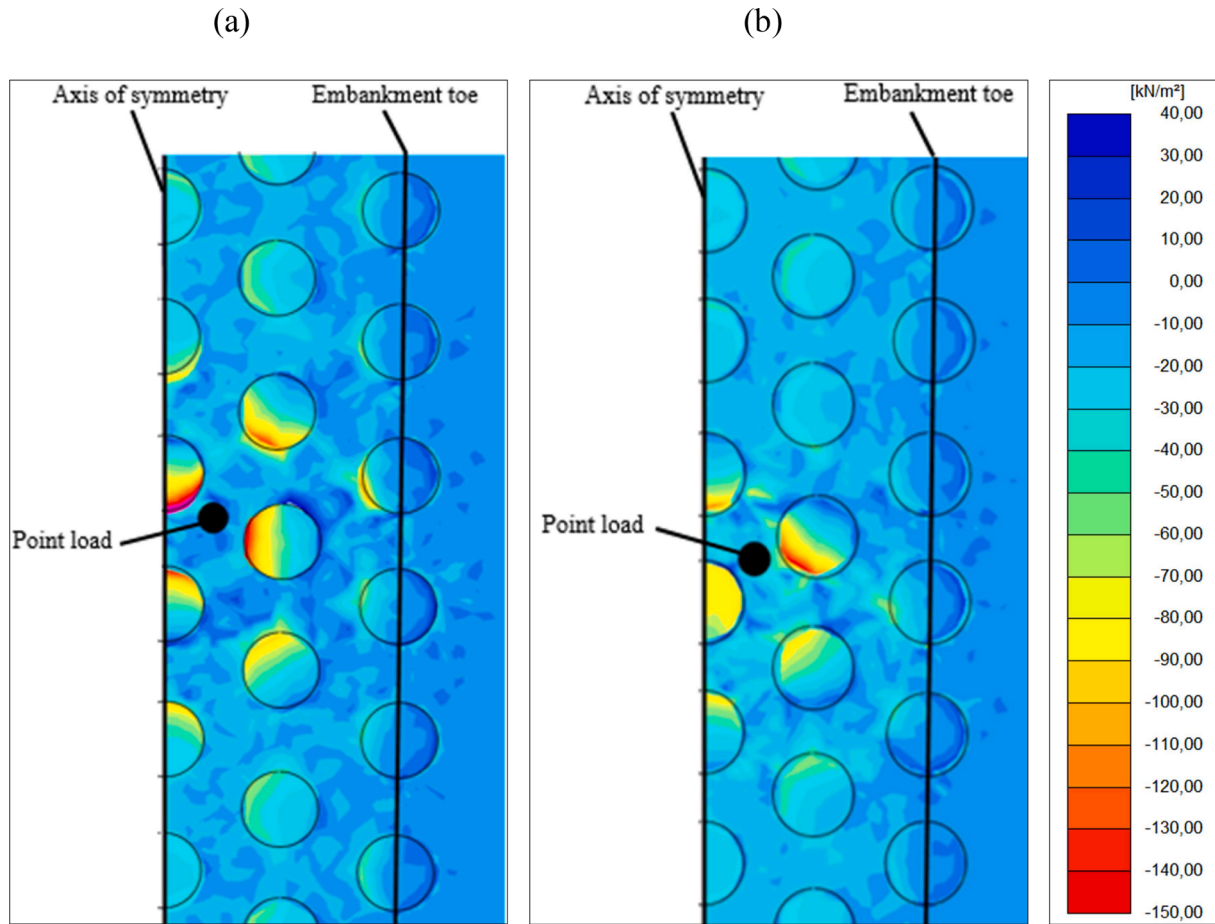 (a)
(b)
Axis of symmetry
Embankment toe
Point load
Axis of symmetry
Embankment toe
Point load
[kN/m²]
40,00
30,00
20,00
10,00
0,00
-10,00
-20,00
-30,00
-40,00
-50,00
-60,00
-70,00
-80,00
-90,00
-100,00
-110,00
-120,00
-130,00
-140,00
-150,00